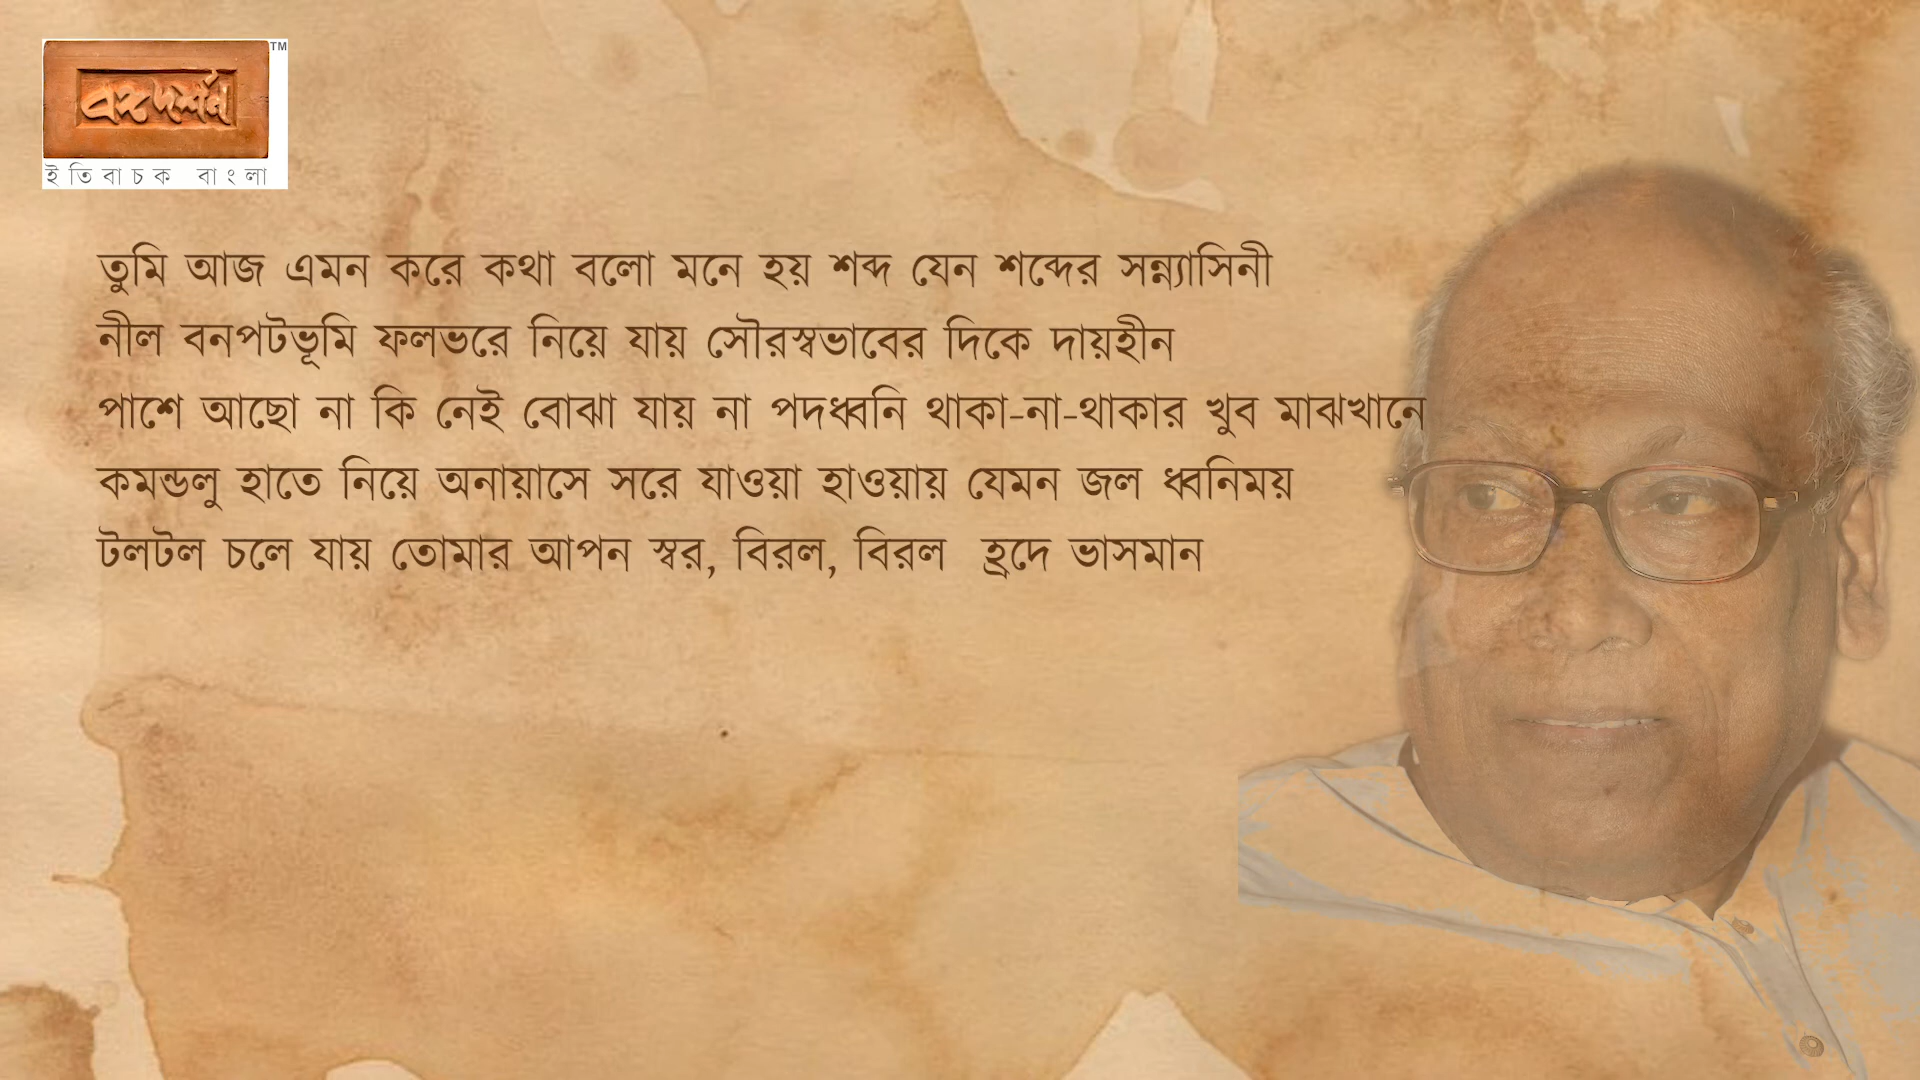 বঙ্গদর্শন TM
ইতিবাচক বাংলা
তুমি আজ এমন করে কথা বলো মনে হয় শব্দ যেন শব্দের সন্ন্যাসিনী
নীল বনপটভূমি ফলভরে নিয়ে যায় সৌরস্বভাবের দিকে দায়হীন
পাশে আছো না কি নেই বোঝা যায় না পদধ্বনি থাকা-না-থাকার খুব মাঝখানে
কমন্ডলু হাতে নিয়ে অনায়াসে সরে যাওয়া হাওয়ায় যেমন জল ধ্বনিময়
টলটল চলে যায় তোমার আপন স্বর, বিরল, বিরল হ্রদে ভাসমান